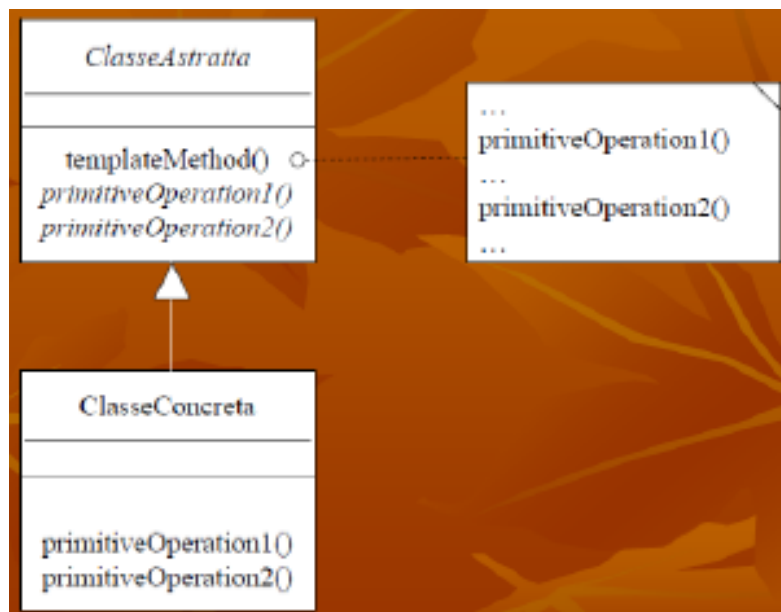 ClasseAstratta
templateMethod()
primitiveOperation1()
primitiveOperation2()
...
primitiveOperation1()
...
primitiveOperation2()
...
ClasseConcreta
primitiveOperation1()
primitiveOperation2()